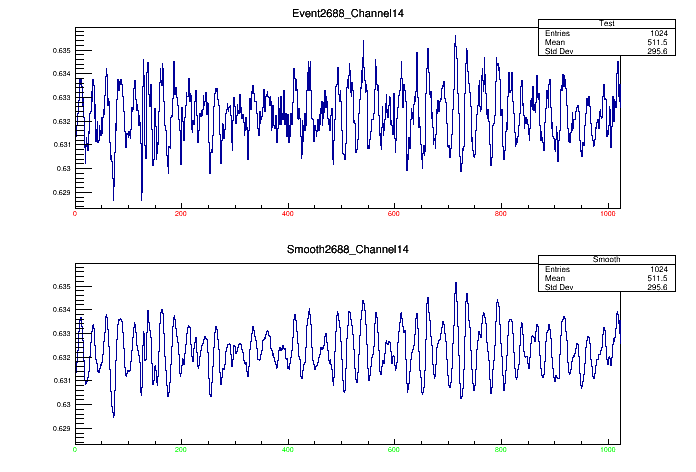 Event2688_Channel14
Test
Entries 1024
Mean 511.5
Std Dev 295.6
0.635
0.634
0.633
0.632
0.631
0.63
0.629
0 200 400 600 800 1000
Smooth2688_Channel14
Smooth
Entries 1024
Mean 511.5
Std Dev 295.6
0.635
0.634
0.633
0.632
0.631
0.63
0.629
0 200 400 600 800 1000